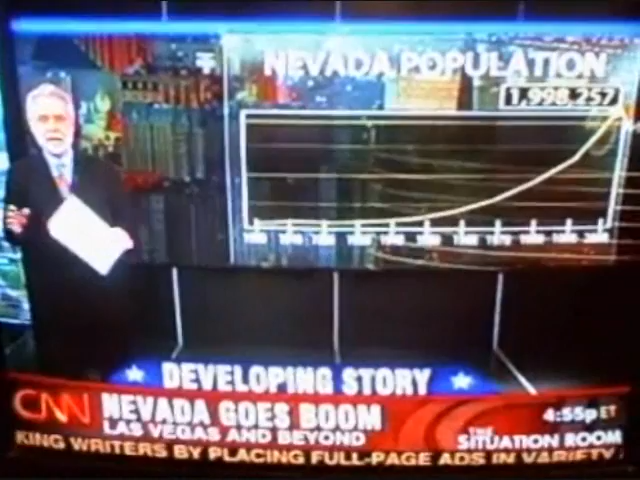 NEVADA POPULATION
1,998,257
DEVELOPING STORY
CNN
NEVADA GOES BOOM
LAS VEGAS AND BEYOND
4:55p ET
THE
SITUATION ROOM
KING WRITERS BY PLACING FULL-PAGE ADS IN VARIETY